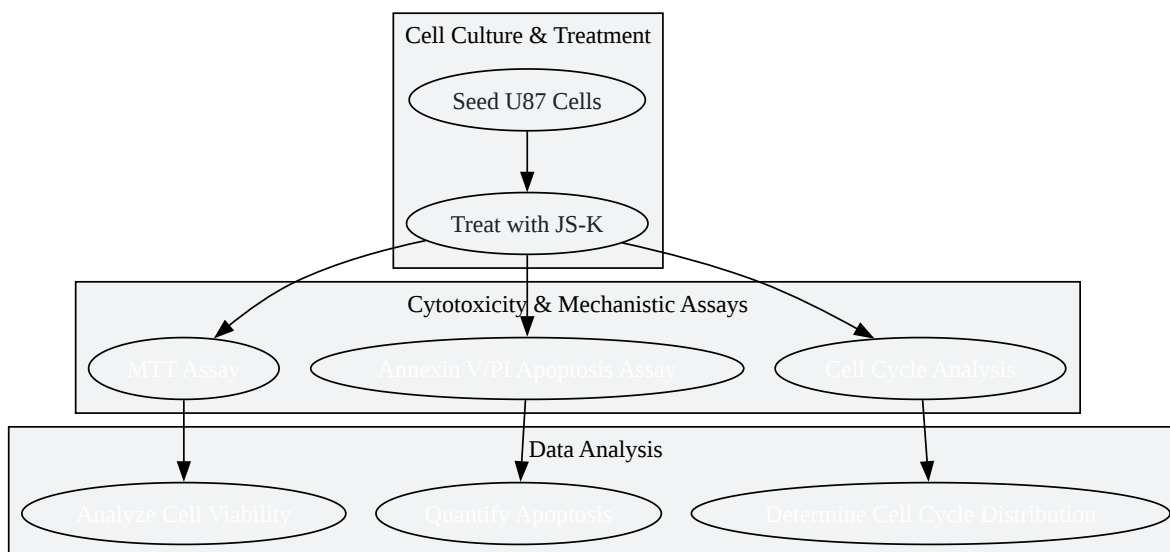 Cell Culture & Treatment
Seed U87 Cells
Treat with JS-K
Cytotoxicity & Mechanistic Assays
MTT Assay
Annexin V/PI Apoptosis Assay
Cell Cycle Analysis
Data Analysis
Analyze Cell Viability
Quantify Apoptosis
Determine Cell Cycle Distribution